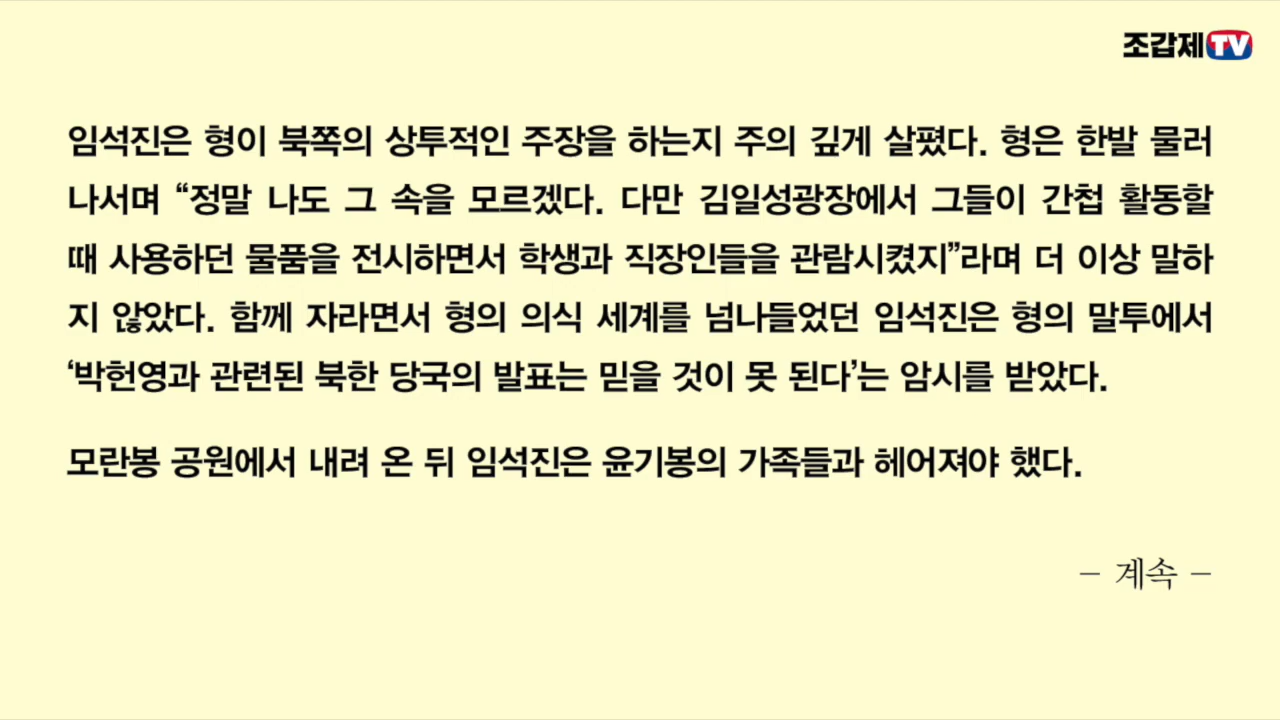 조갑제TV
임석진은 형이 북쪽의 상투적인 주장을 하는지 주의 깊게 살폈다. 형은 한발 물러
나서며 “정말 나도 그 속을 모르겠다. 다만 김일성광장에서 그들이 간첩 활동할
때 사용하던 물품을 전시하면서 학생과 직장인들을 관람시켰지”라며 더 이상 말하
지 않았다. 함께 자라면서 형의 의식 세계를 넘나들었던 임석진은 형의 말투에서
‘박헌영과 관련된 북한 당국의 발표는 믿을 것이 못 된다’는 암시를 받았다.
모란봉 공원에서 내려 온 뒤 임석진은 윤기봉의 가족들과 헤어져야 했다.
– 계속 –